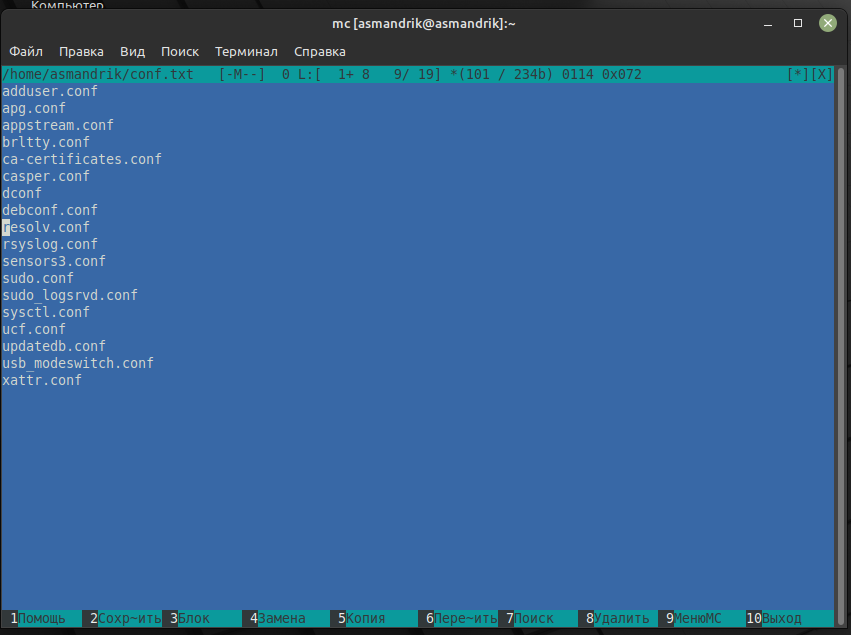 Компьютер
mc [asmandrik@asmandrik]:~
Файл Правка Вид Поиск Терминал Справка
/home/asmandrik/conf.txt [-M--] 0 L:[ 1+ 8 9/ 19] *(101 / 234b) 0114 0x072 [*][X]
adduser.conf
apg.conf
appstream.conf
brltty.conf
ca-certificates.conf
casper.conf
dconf
debconf.conf
resolv.conf
rsyslog.conf
sensors3.conf
sudo.conf
sudo_logsrvd.conf
sysctl.conf
ucf.conf
updatedb.conf
usb_modeswitch.conf
xattr.conf
1Помощь 2Сохр~ить 3Блок 4Замена 5Копия 6Пере~ить 7Поиск 8Удалить 9МенюМС 10Выход